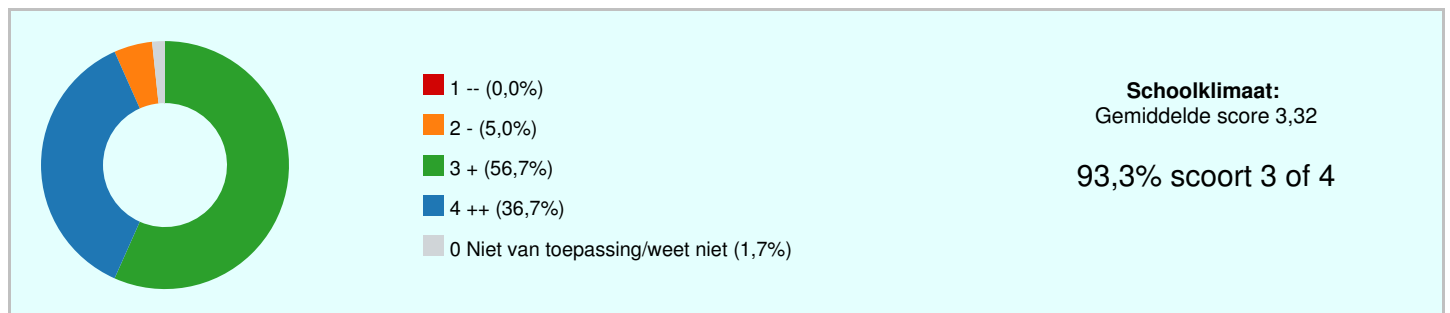 1 -- (0,0%)
2 - (5,0%)
3 + (56,7%)
4 ++ (36,7%)
0 Niet van toepassing/weet niet (1,7%)
Schoolklimaat:
Gemiddelde score 3,32
93,3% scoort 3 of 4